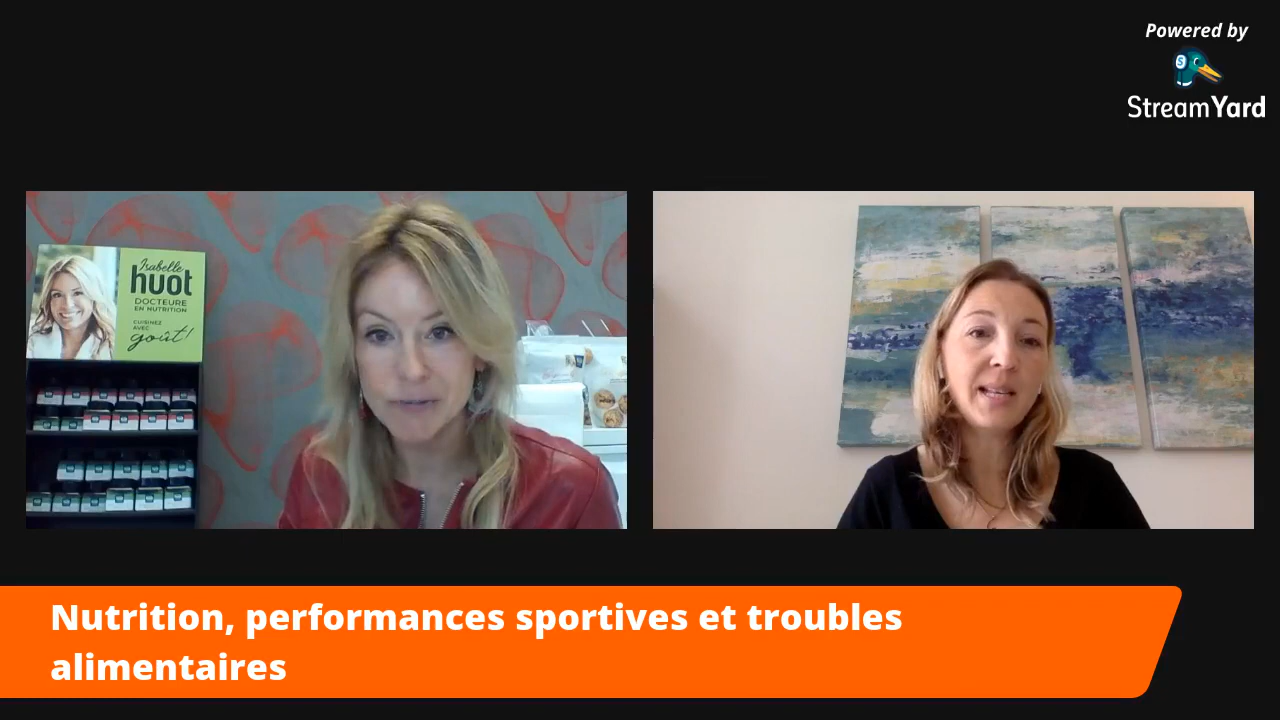 Powered by
StreamYard
Isabelle
huot
DOCTEURE
EN NUTRITION
CUISINEZ
AVEC
goût!
Nutrition, performances sportives et troubles
alimentaires